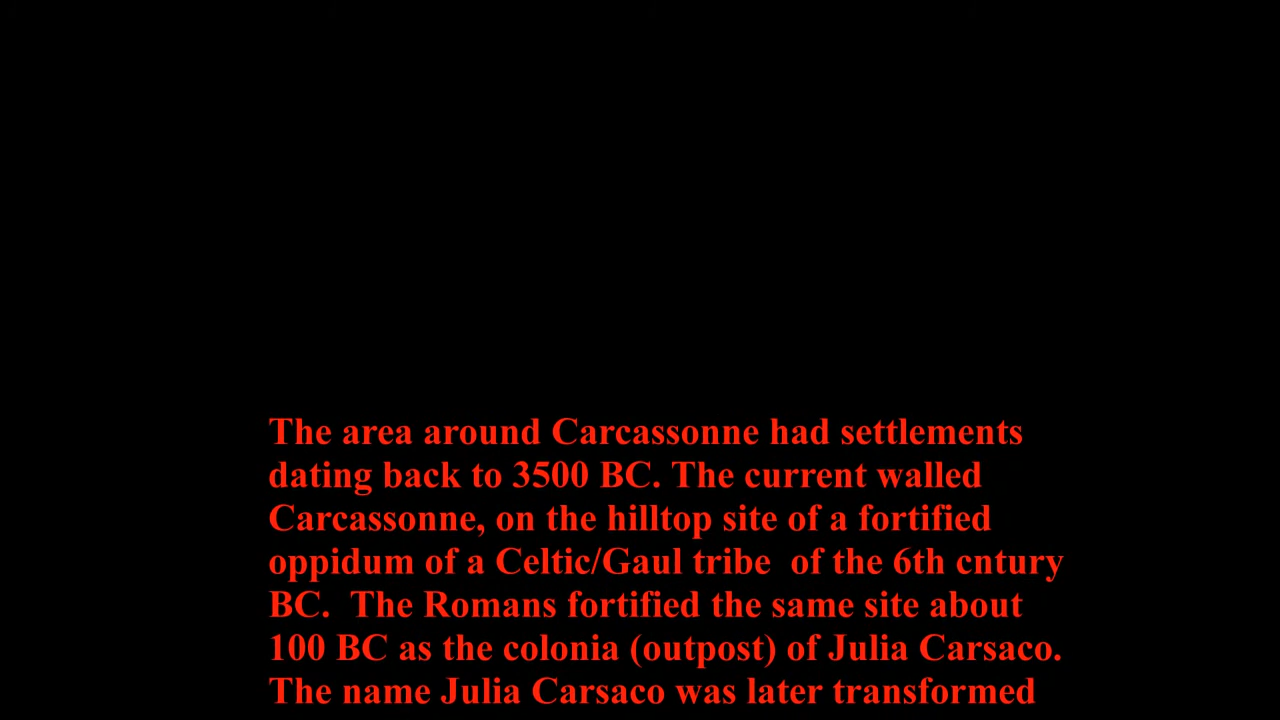 The area around Carcassonne had settlements
dating back to 3500 BC. The current walled
Carcassonne, on the hilltop site of a fortified
oppidum of a Celtic/Gaul tribe  of the 6th cntury
BC.  The Romans fortified the same site about
100 BC as the colonia (outpost) of Julia Carsaco.
The name Julia Carsaco was later transformed